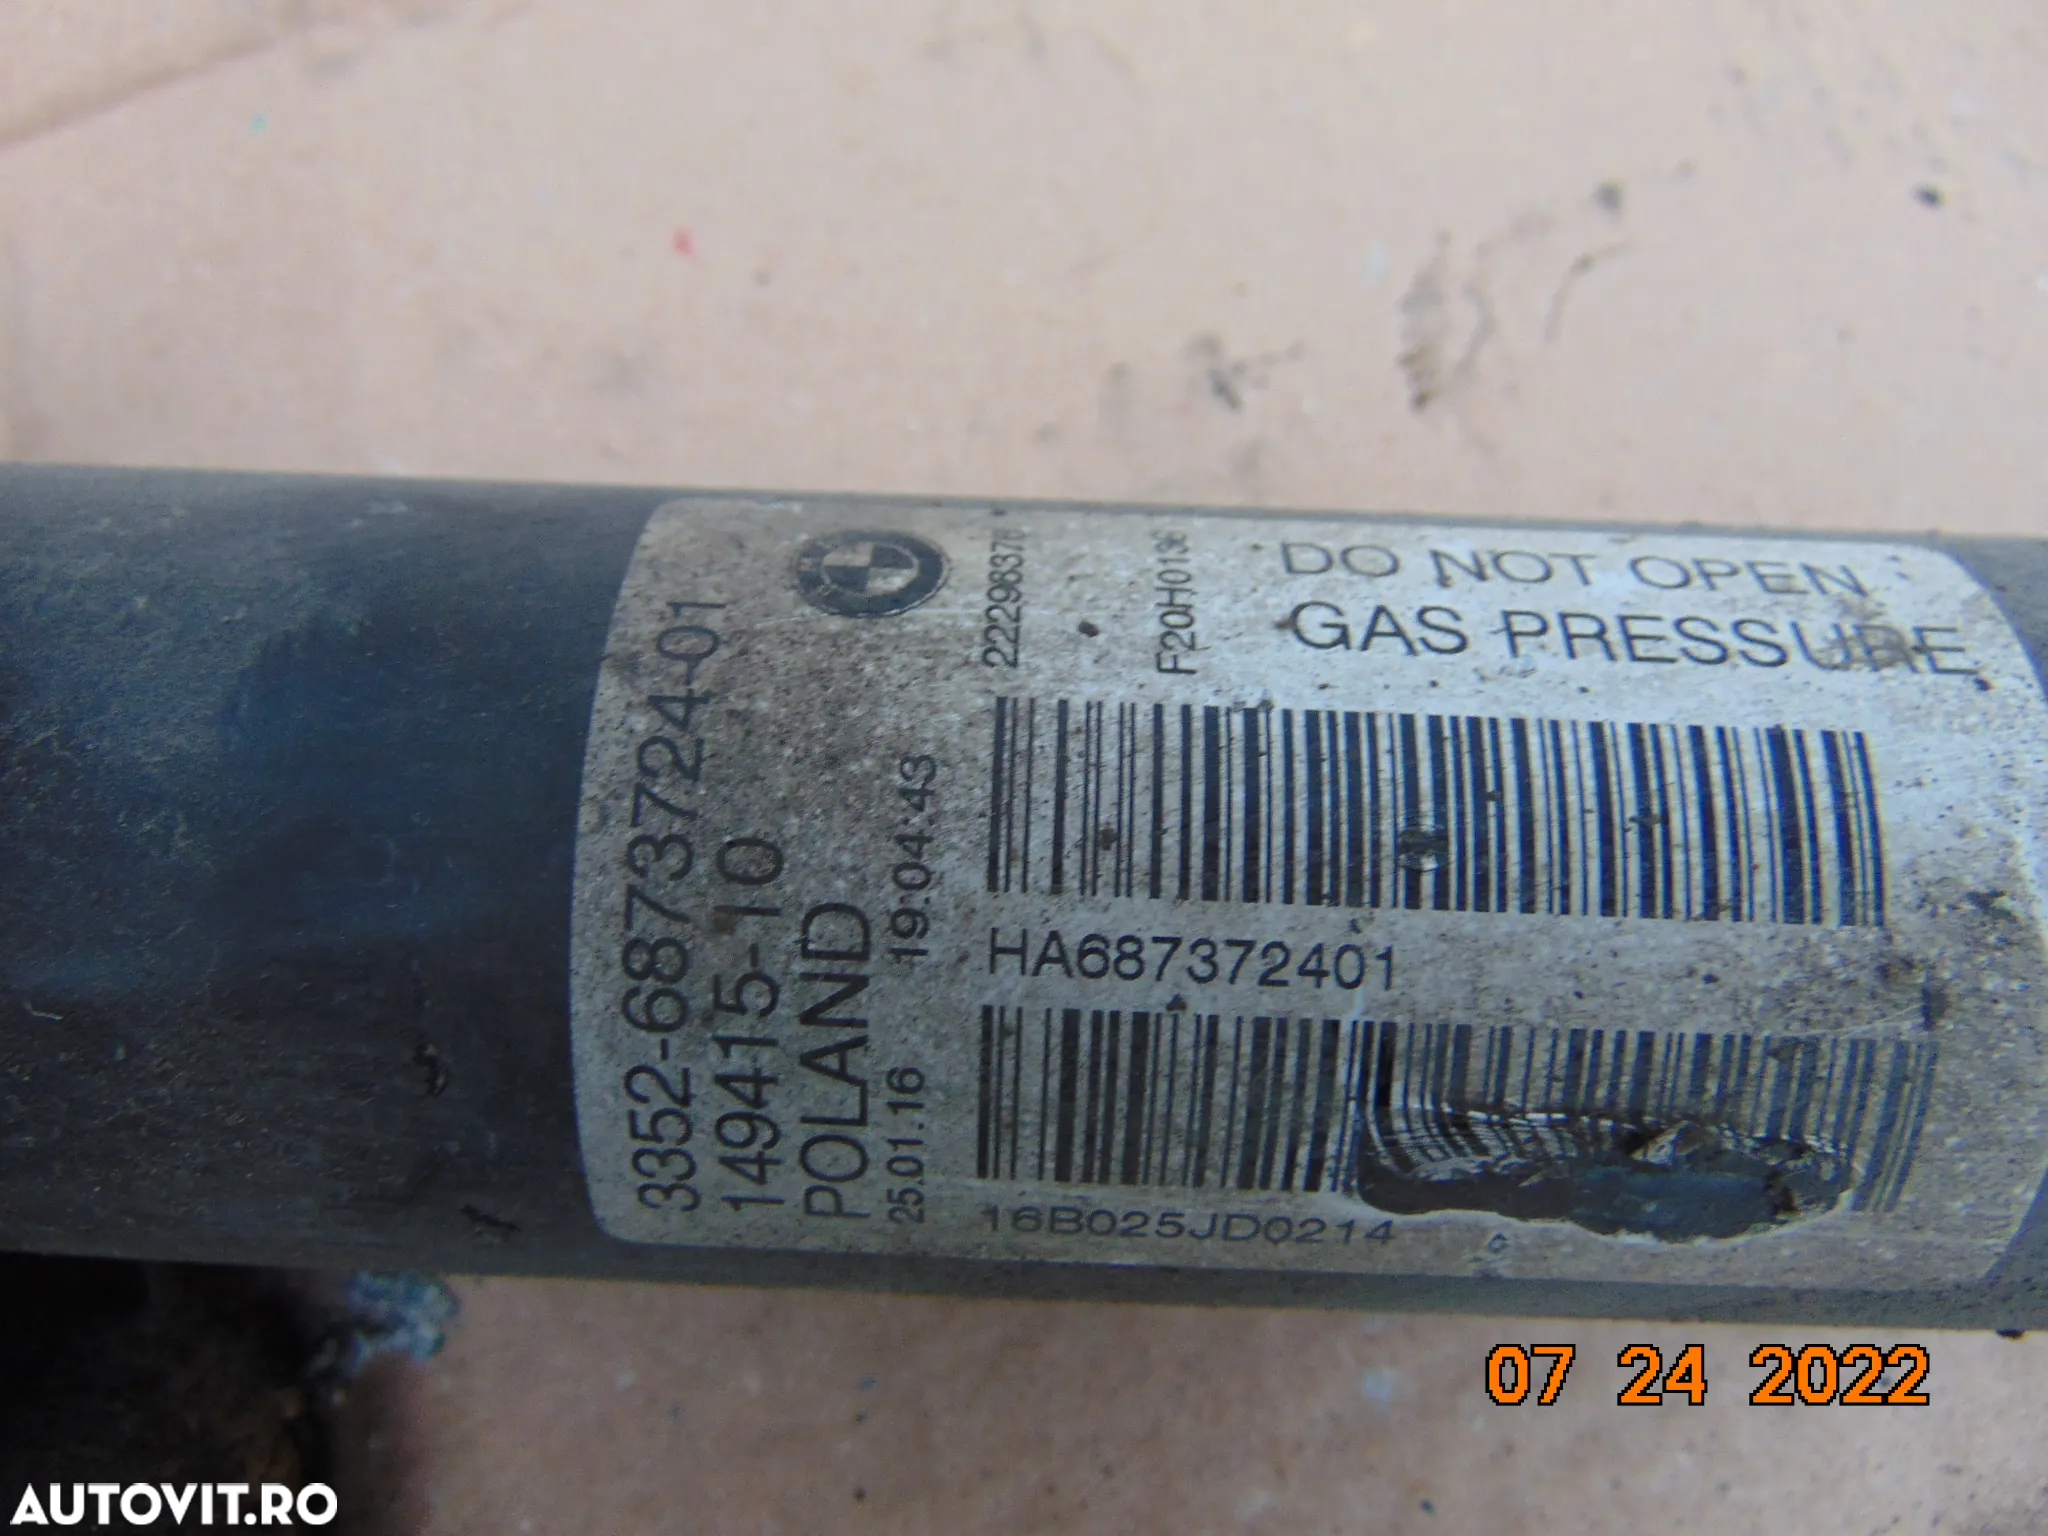 3352-6873724-01
149415-10
POLAND
25.01.16 19:04:43
F20H0136
DO NOT OPEN
GAS PRESSURE
HA687372401
16B025JD0214
07 24 2022
AUTOVIT.RO